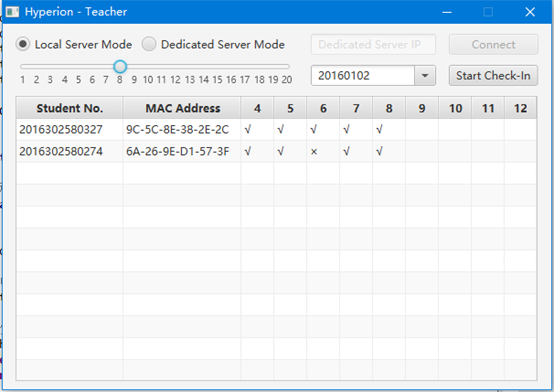 Hyperion - Teacher
Local Server Mode Dedicated Server Mode Dedicated Server IP Connect
1 2 3 4 5 6 7 8 9 10 11 12 13 14 15 16 17 18 19 20 20160102 Start Check-In
Student No. MAC Address 4 5 6 7 8 9 10 11 12
2016302580327 9C-5C-8E-38-2E-2C √ √ √ √ √
2016302580274 6A-26-9E-D1-57-3F √ √ × √ √